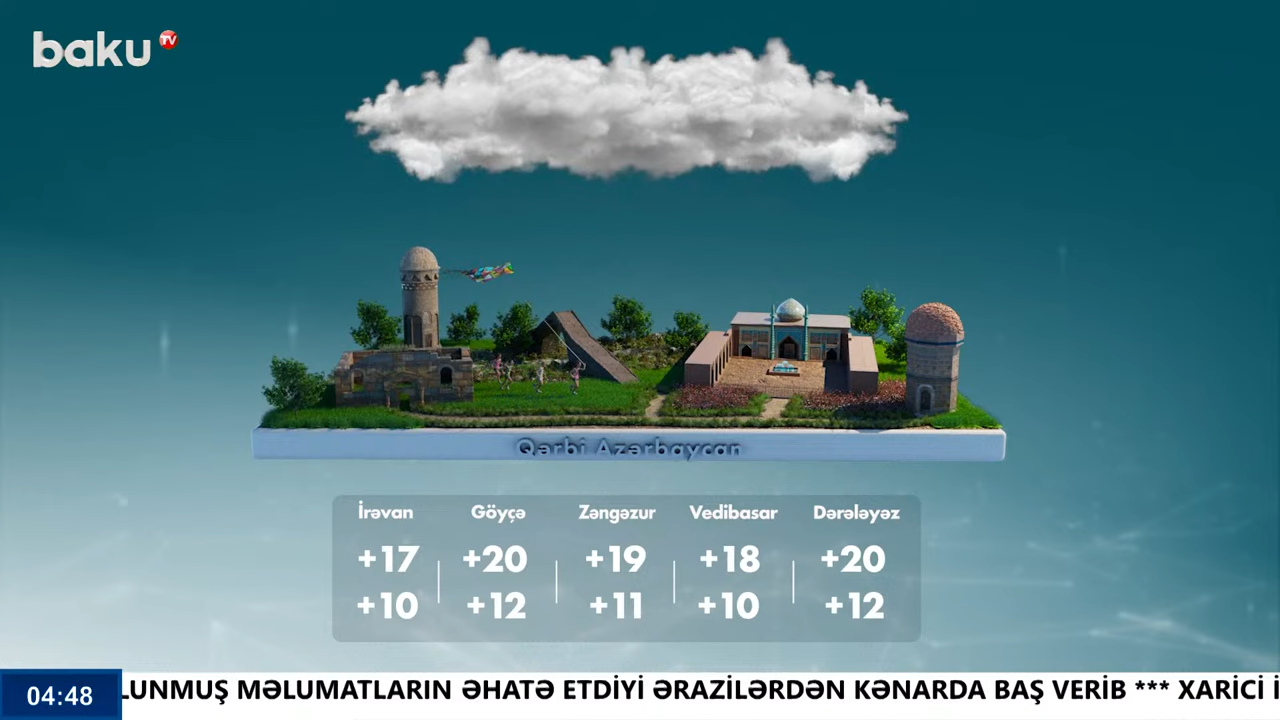 baku TV
Qərbi Azərbaycan
İrəvan Göyçə Zəngəzur Vedibasar Dərələyəz
+17 +20 +19 +18 +20
+10 +12 +11 +10 +12
04:48 LUNMUŞ MƏLUMATLARIN ƏHATƏ ETDİYİ ƏRAZİLƏRDƏN KƏNARDA BAŞ VERİB *** XARİCİ İ